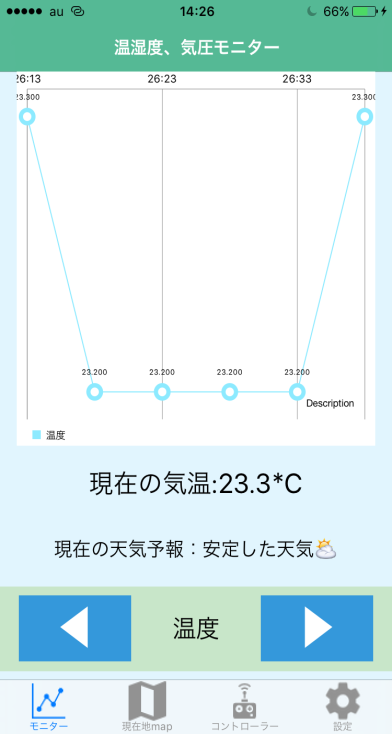 au 14:26 66%
温湿度、気圧モニター
26:13 26:23 26:33
23.300 23.300
23.200 23.200 23.200 23.200
Description
温度
現在の気温:23.3*C
現在の天気予報：安定した天気⛅
温度
モニター 現在地map コントローラー 設定